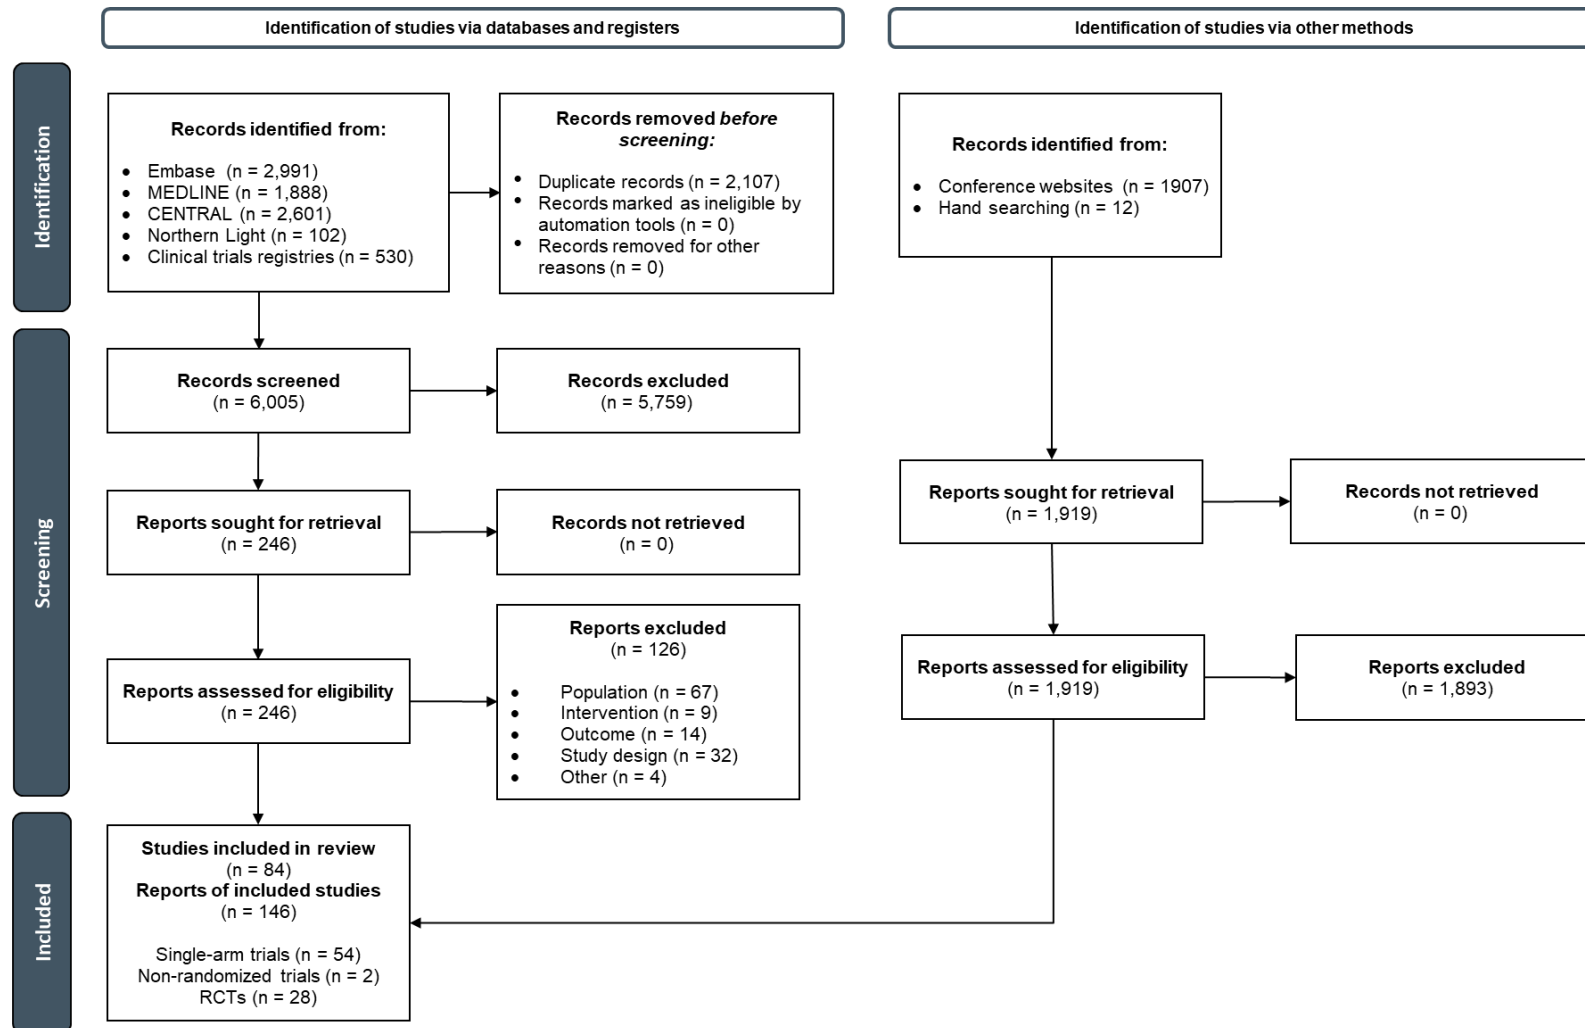 Identification of studies via databases and registers
Identification of studies via other methods
Identification
Records identified from:
• Embase (n = 2,991)
• MEDLINE (n = 1,888)
• CENTRAL (n = 2,601)
• Northern Light (n = 102)
• Clinical trials registries (n = 530)
Records removed before
screening:
• Duplicate records (n = 2,107)
• Records marked as ineligible by
automation tools (n = 0)
• Records removed for other
reasons (n = 0)
Records identified from:
• Conference websites (n = 1907)
• Hand searching (n = 12)
Screening
Records screened
(n = 6,005)
Records excluded
(n = 5,759)
Reports sought for retrieval
(n = 246)
Records not retrieved
(n = 0)
Reports sought for retrieval
(n = 1,919)
Records not retrieved
(n = 0)
Reports assessed for eligibility
(n = 246)
Reports excluded
(n = 126)
• Population (n = 67)
• Intervention (n = 9)
• Outcome (n = 14)
• Study design (n = 32)
• Other (n = 4)
Reports assessed for eligibility
(n = 1,919)
Reports excluded
(n = 1,893)
Included
Studies included in review
(n = 84)
Reports of included studies
(n = 146)
Single-arm trials (n = 54)
Non-randomized trials (n = 2)
RCTs (n = 28)